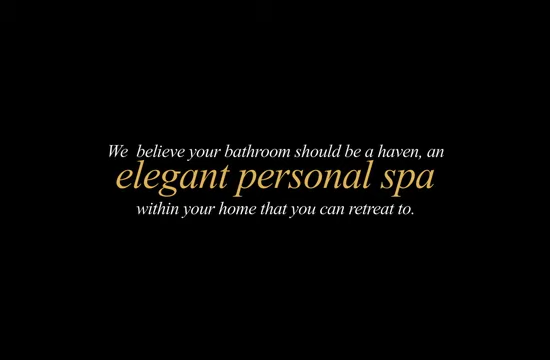 We believe your bathroom should be a haven, an
elegant personal spa
within your home that you can retreat to.